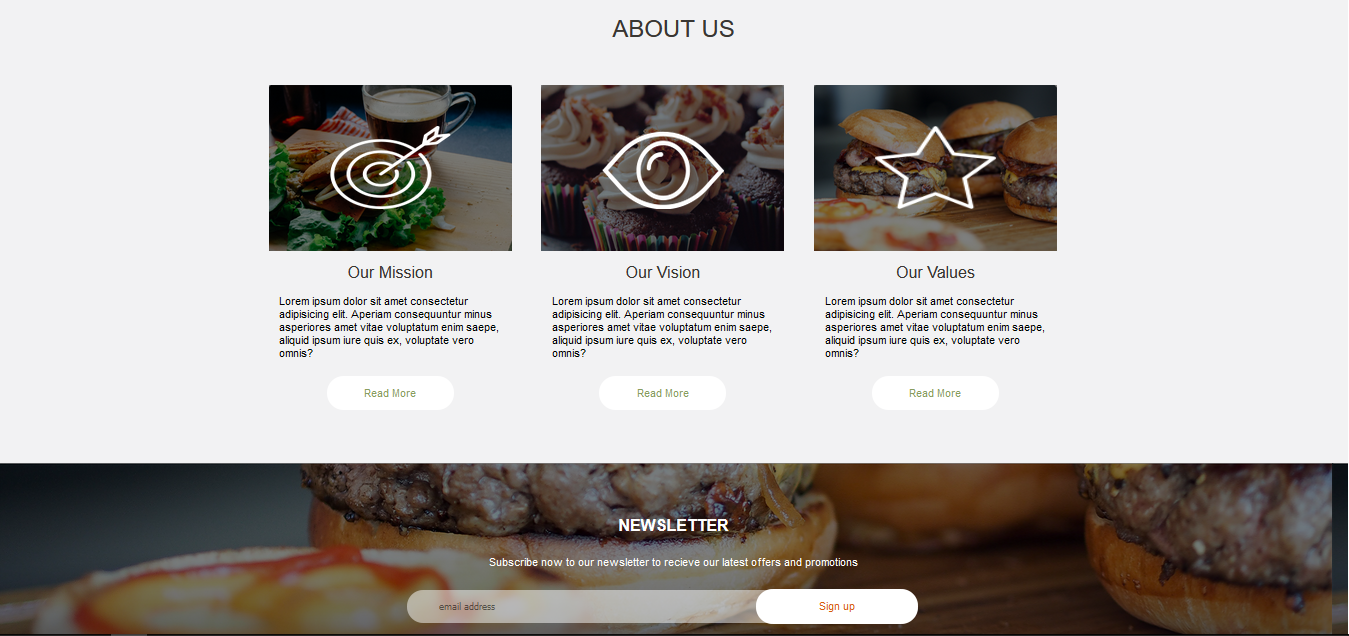 ABOUT US
Our Mission
Lorem ipsum dolor sit amet consectetur
adipisicing elit. Aperiam consequuntur minus
asperiores amet vitae voluptatum enim saepe,
aliquid ipsum iure quis ex, voluptate vero
omnis?
Read More
Our Vision
Lorem ipsum dolor sit amet consectetur
adipisicing elit. Aperiam consequuntur minus
asperiores amet vitae voluptatum enim saepe,
aliquid ipsum iure quis ex, voluptate vero
omnis?
Read More
Our Values
Lorem ipsum dolor sit amet consectetur
adipisicing elit. Aperiam consequuntur minus
asperiores amet vitae voluptatum enim saepe,
aliquid ipsum iure quis ex, voluptate vero
omnis?
Read More
NEWSLETTER
Subscribe now to our newsletter to recieve our latest offers and promotions
email address
Sign up